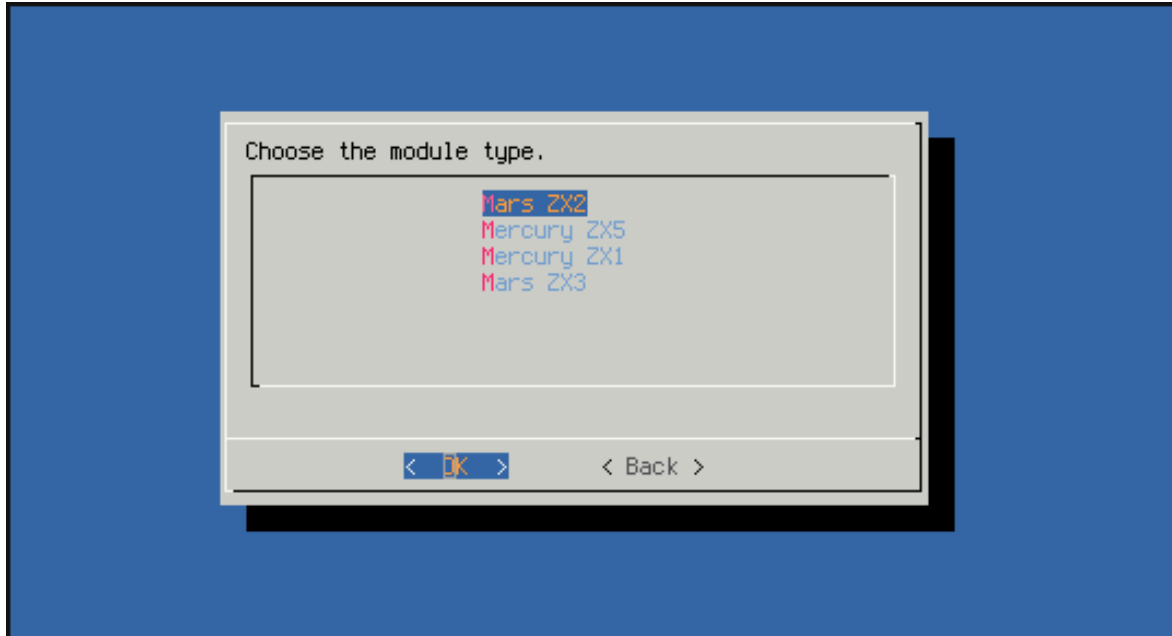 Choose the module type.
Mars ZX2
Mercury ZX5
Mercury ZX1
Mars ZX3
< OK > < Back >